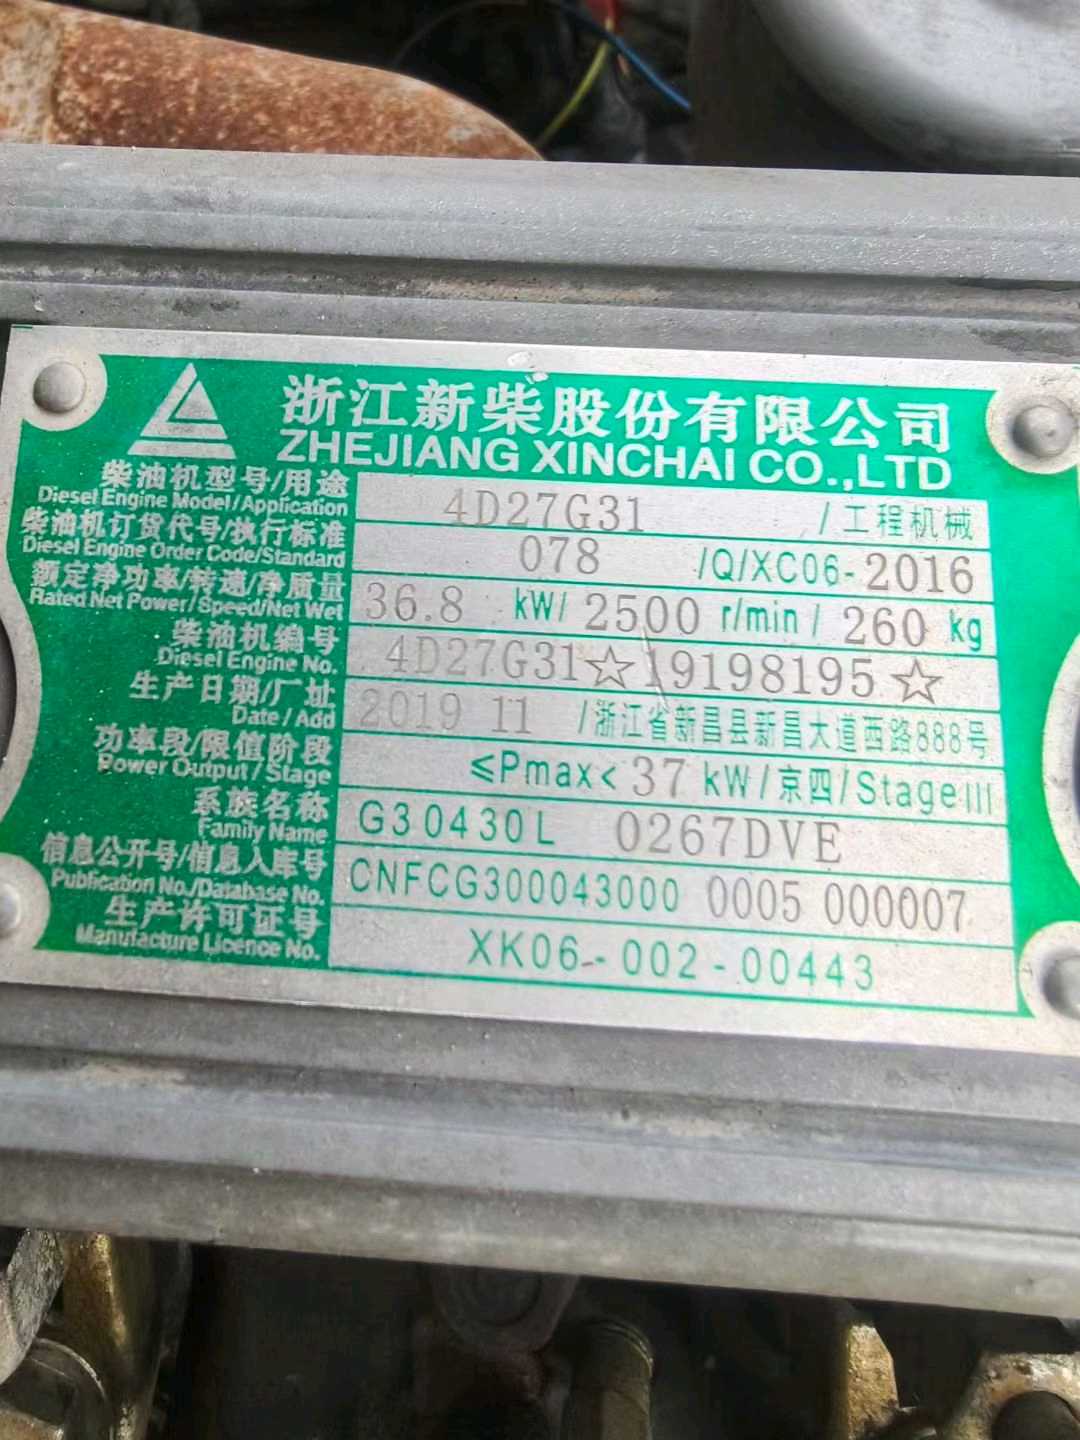 浙江新柴股份有限公司
ZHEJIANG XINCHAI CO.,LTD
柴油机型号/用途 4D27G31 /工程机械
Diesel Engine Model/Application
柴油机订货代号/执行标准 078 /Q/XC06-2016
Diesel Engine Order Code/Standard
额定净功率/转速/净质量 36.8 kW/ 2500 r/min/ 260 kg
Rated Net Power/Speed/Net Wet
柴油机编号 4D27G31☆19198195☆
Diesel Engine No.
生产日期/厂址 2019 11 /浙江省新昌县新昌大道西路888号
Date/Add
功率段/限值阶段 ≤Pmax< 37 kW/京四/StageIII
Power Output/Stage
系族名称 G30430L 0267DVE
Family Name
信息公开号/信息入库号 CNFCG300043000 0005 000007
Publication No./Database No.
生产许可证号 XK06-002-00443
Manufacture Licence No.